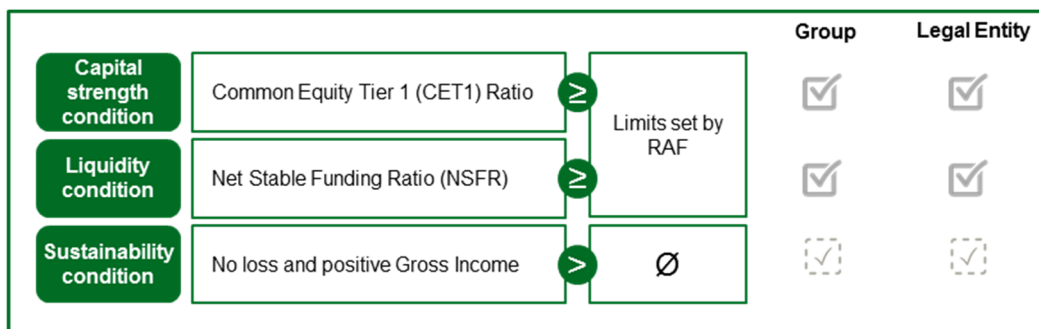 Group
Legal Entity
Capital
strength
condition
Common Equity Tier 1 (CET1) Ratio
≥
Limits set by
RAF
Liquidity
condition
Net Stable Funding Ratio (NSFR)
≥
Sustainability
condition
No loss and positive Gross Income
>
Ø